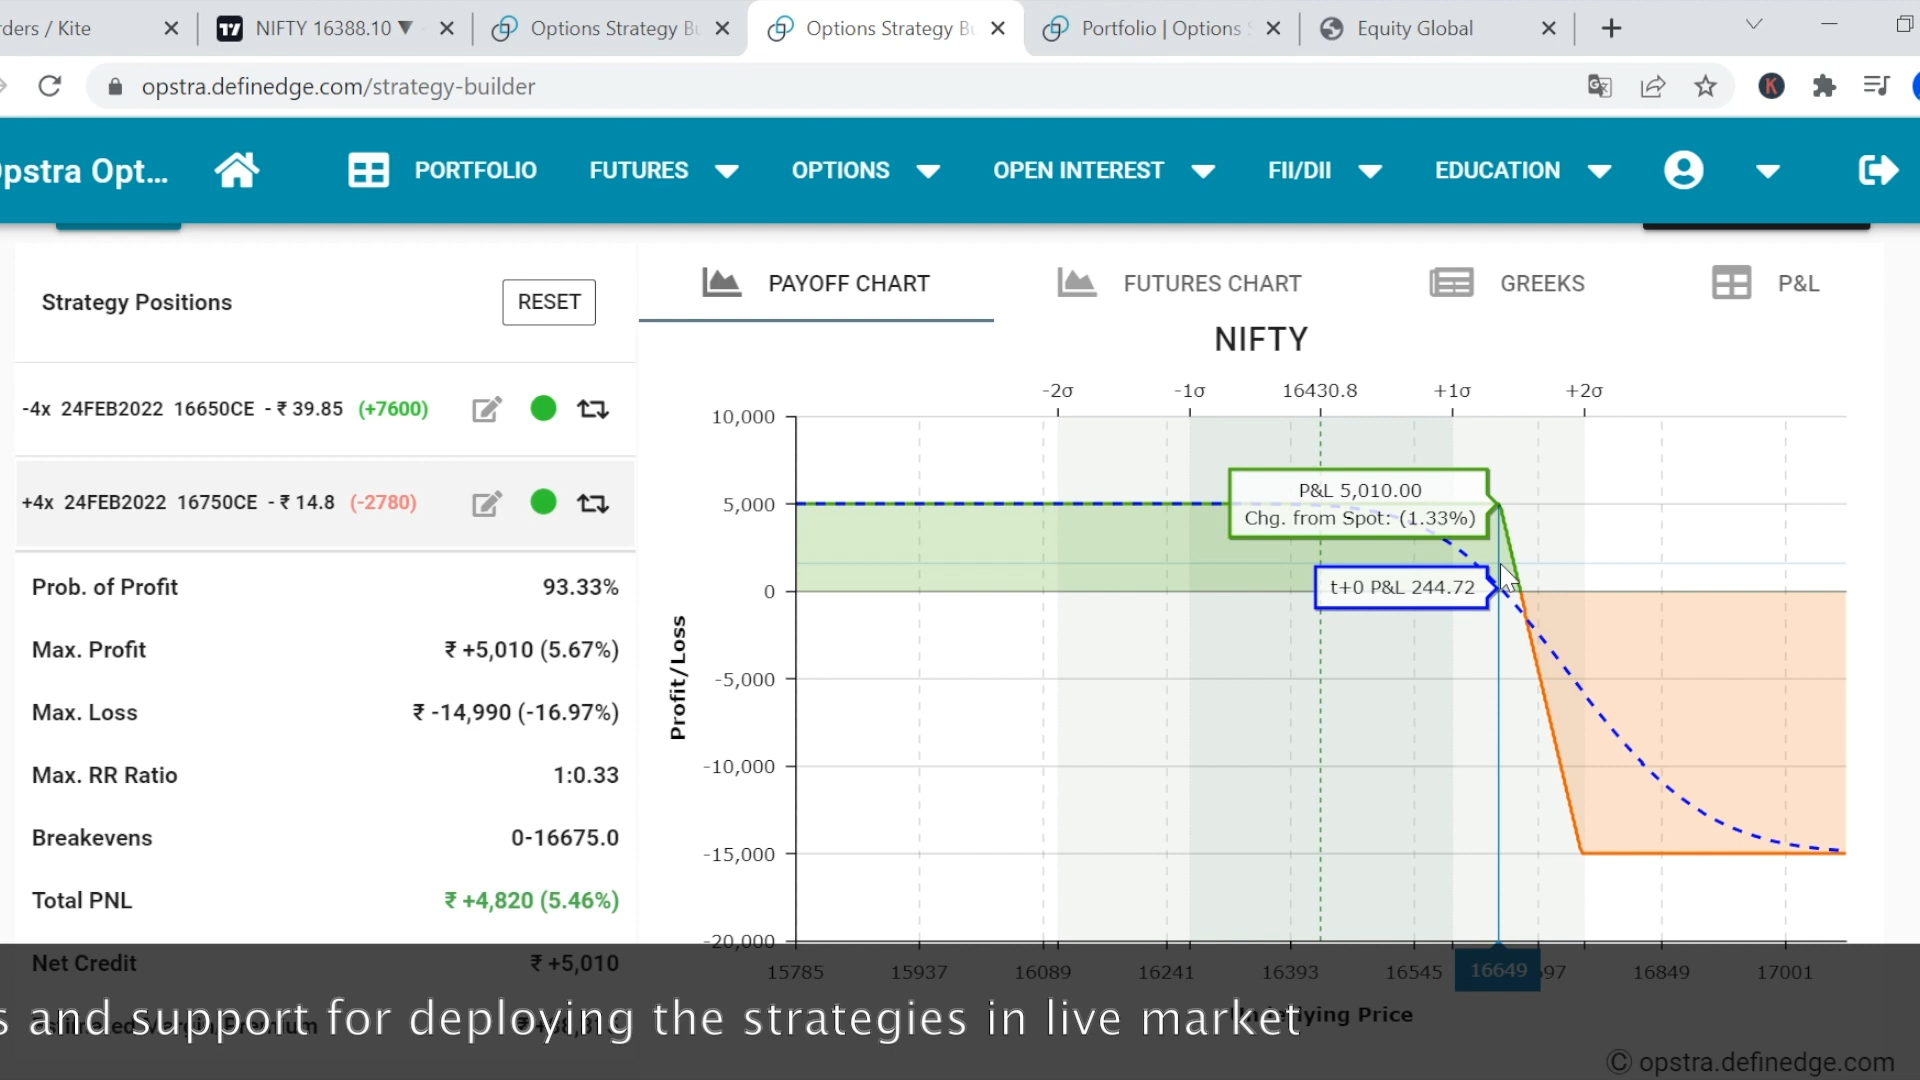 rders / Kite
NIFTY 16388.10 ▼
Options Strategy B
Options Strategy B
Portfolio | Options
Equity Global
opstra.definedge.com/strategy-builder
pstra Opt...
PORTFOLIO
FUTURES
OPTIONS
OPEN INTEREST
FII/DII
EDUCATION
Strategy Positions
RESET
PAYOFF CHART
FUTURES CHART
GREEKS
P&L
NIFTY
-4x 24FEB2022 16650CE - ₹ 39.85 (+7600)
+4x 24FEB2022 16750CE - ₹ 14.8 (-2780)
Prob. of Profit 93.33%
Max. Profit ₹ +5,010 (5.67%)
Max. Loss ₹ -14,990 (-16.97%)
Max. RR Ratio 1:0.33
Breakevens 0-16675.0
Total PNL ₹ +4,820 (5.46%)
Net Credit ₹ +5,010
-2σ -1σ 16430.8 +1σ +2σ
10,000
5,000
0
-5,000
-10,000
-15,000
-20,000
Profit/Loss
P&L 5,010.00
Chg. from Spot: (1.33%)
t+0 P&L 244.72
15785 15937 16089 16241 16393 16545 16649 97 16849 17001
lying Price
s and support for deploying the strategies in live market
© opstra.definedge.com